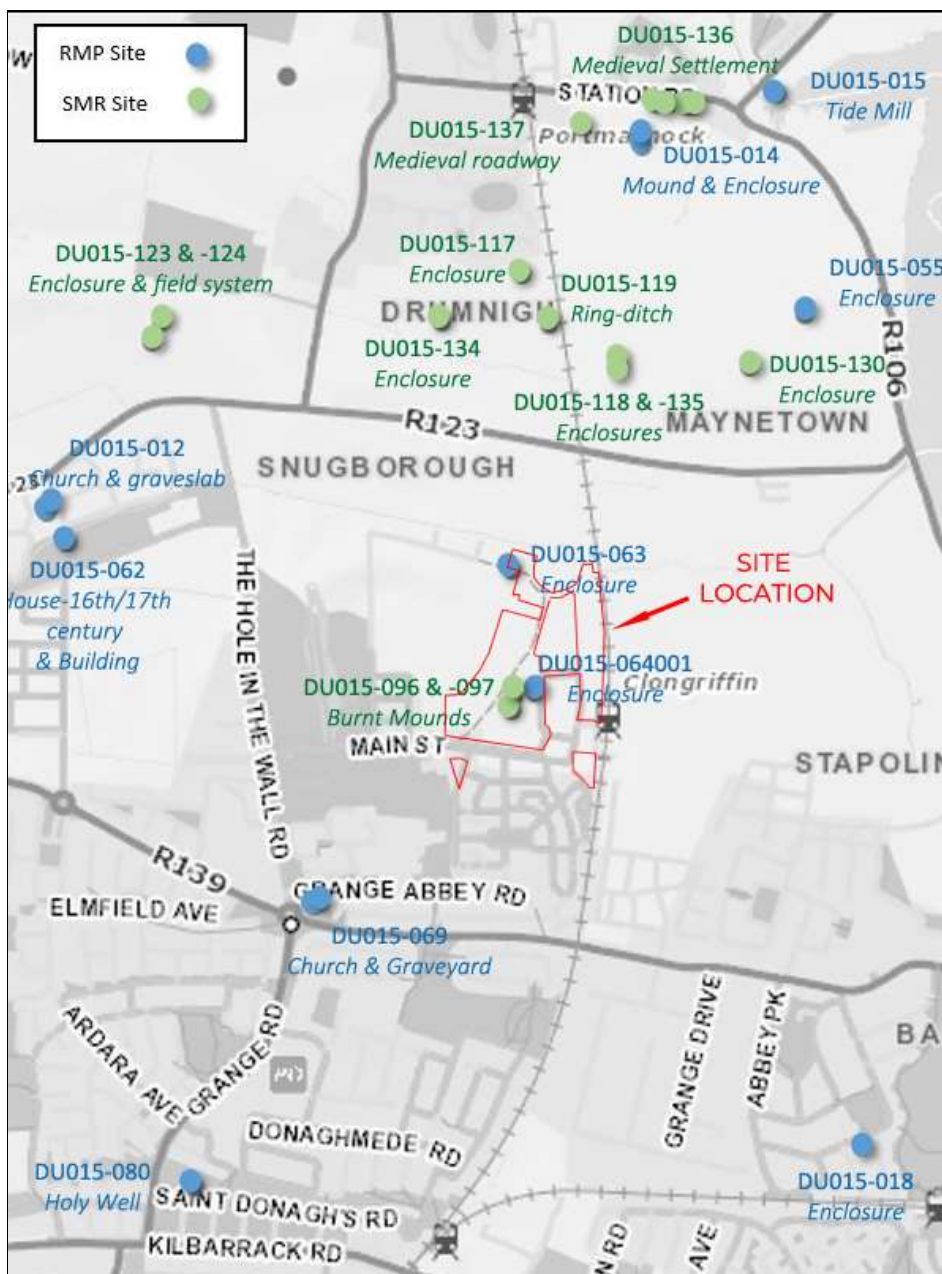 RMP Site
SMR Site
DU015-136
Medieval Settlement
STATION
DU015-015
Tide Mill
DU015-137
Medieval roadway
DU015-014
Mound & Enclosure
DU015-117
Enclosure
DU015-123 & -124
Enclosure & field system
DU015-119
Ring-ditch
DU015-055
Enclosure
DU015-134
Enclosure
DU015-118 & -135
Enclosures
DU015-130
Enclosure
R106
MAYNETOWN
R123
SNUGBOROUGH
DU015-012
Church & graveslab
DU015-062
House-16th/17th
century
& Building
THE HOLE IN THE WALL RD
DU015-063
Enclosure
SITE
LOCATION
DU015-064001
Enclosure
Clongriffin
DU015-096 & -097
Burnt Mounds
MAIN ST
STAPOLIN
R139
GRANGE ABBEY RD
ELMFIELD AVE
DU015-069
Church & Graveyard
ARDARA AVE
GRANGE RD
GRANGE DRIVE
ABBEY PK
BA
DONAGHMEDE RD
DU015-080
Holy Well
SAINT DONAGH'S RD
KILBARRACK RD
DU015-018
Enclosure
N RD
AVE